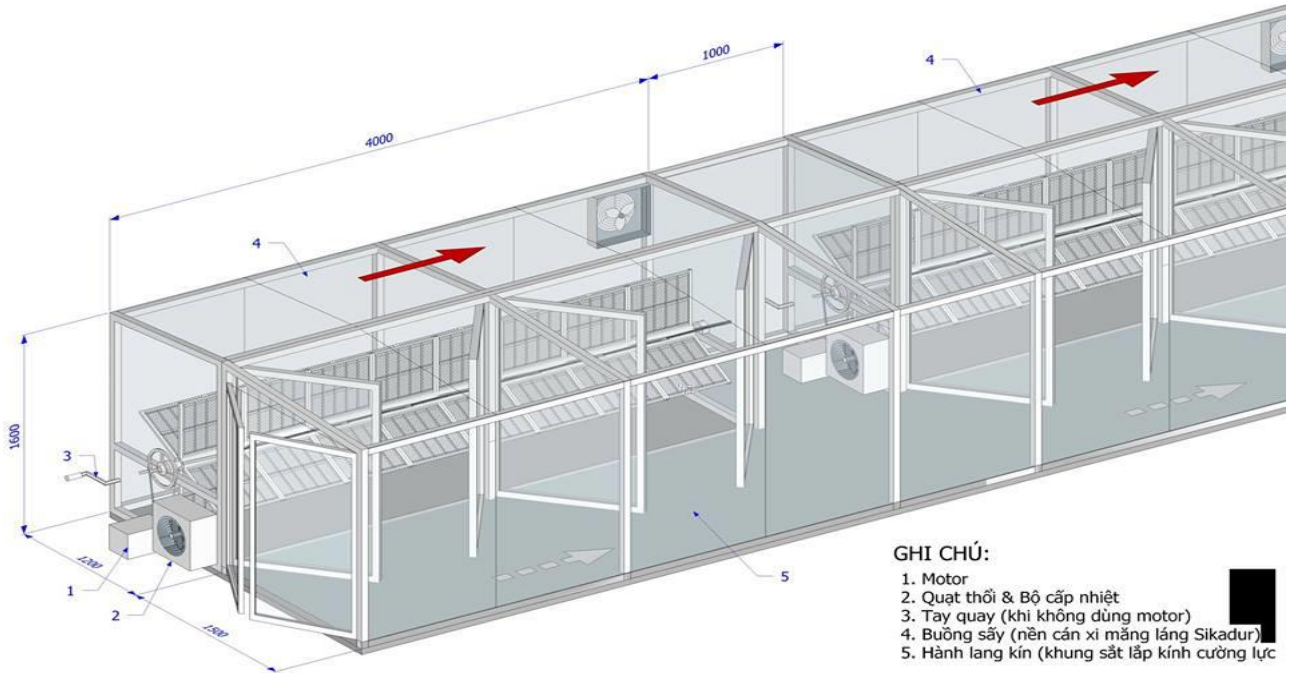 1000
4
4000
4
1600
3
1200
1
2
1500
5
GHI CHÚ:
1. Motor
2. Quạt thổi & Bộ cấp nhiệt
3. Tay quay (khi không dùng motor)
4. Buồng sấy (nền cán xi măng láng Sikadur)
5. Hành lang kín (khung sắt lắp kính cường lực